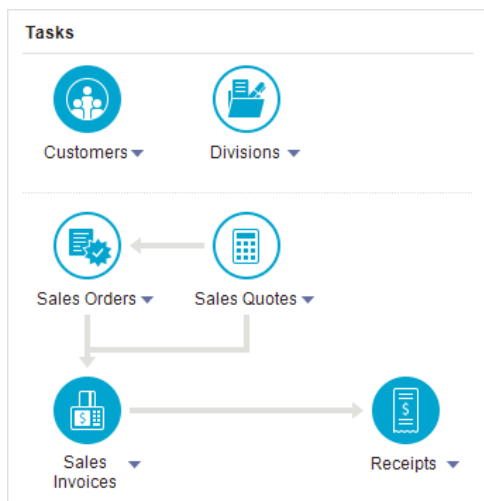 Tasks
Customers
Divisions
Sales Orders
Sales Quotes
$
$
Sales
Invoices
Receipts